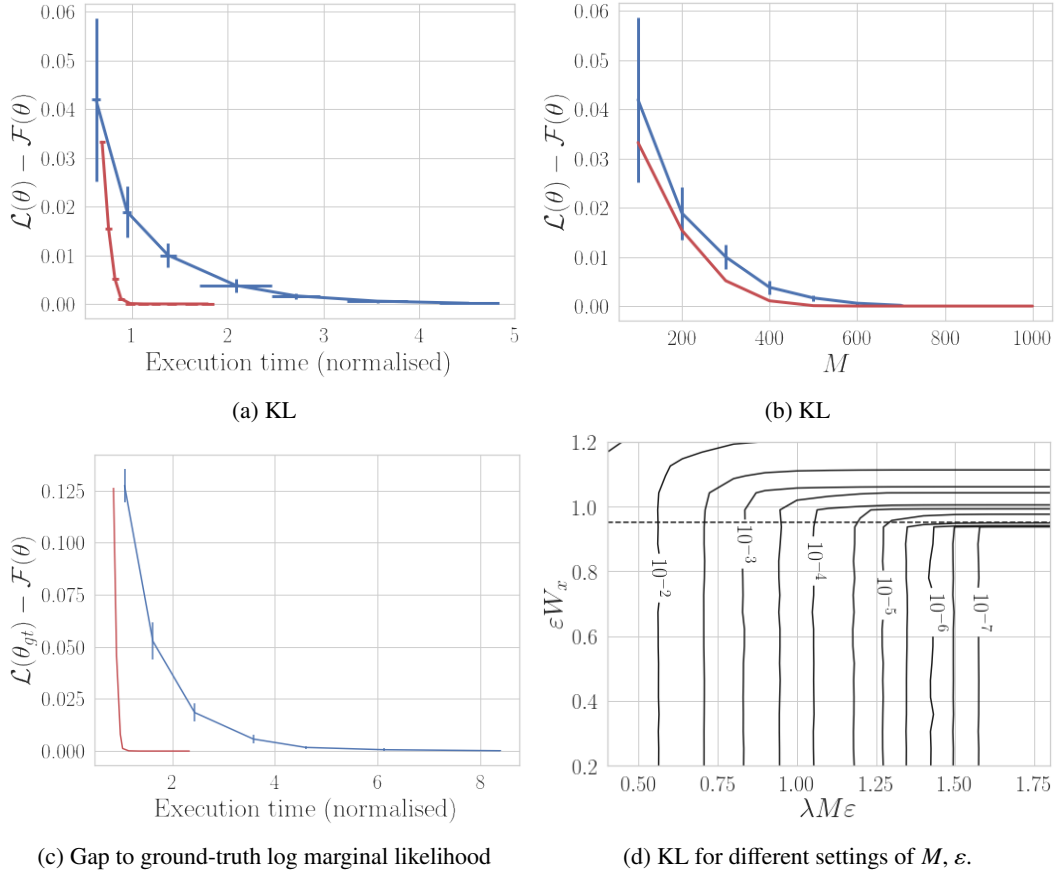 0.06
0.05
0.04
0.03
0.02
0.01
0.00
ℒ(θ) − ℱ(θ)
1 2 3 4 5
Execution time (normalised)
(a) KL
0.06
0.05
0.04
0.03
0.02
0.01
0.00
ℒ(θ) − ℱ(θ)
200 400 600 800 1000
M
(b) KL
0.125
0.100
0.075
0.050
0.025
0.000
ℒ(θ_gt) − ℱ(θ)
2 4 6 8
Execution time (normalised)
(c) Gap to ground-truth log marginal likelihood
1.2
1.0
0.8
0.6
0.4
0.2
εW_x
10⁻²
10⁻³
10⁻⁴
10⁻⁵
10⁻⁶
10⁻⁷
0.50 0.75 1.00 1.25 1.50 1.75
λMε
(d) KL for different settings of M, ε.